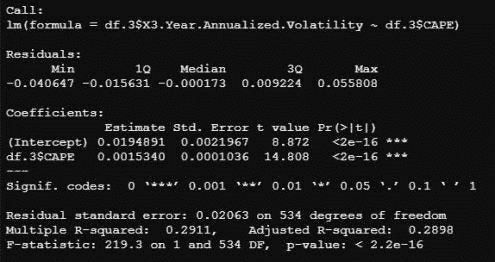 Call:
lm(formula = df.3$X3.Year.Annualized.Volatility ~ df.3$CAPE)
Residuals:
Min 1Q Median 3Q Max
-0.040647 -0.015631 -0.000173 0.009224 0.055808
Coefficients:
Estimate Std. Error t value Pr(>|t|)
(Intercept) 0.0194891 0.0021967 8.872 <2e-16 ***
df.3$CAPE 0.0015340 0.0001036 14.808 <2e-16 ***
---
Signif. codes: 0 ‘***’ 0.001 ‘**’ 0.01 ‘*’ 0.05 ‘.’ 0.1 ‘ ’ 1
Residual standard error: 0.02063 on 534 degrees of freedom
Multiple R-squared: 0.2911, Adjusted R-squared: 0.2898
F-statistic: 219.3 on 1 and 534 DF, p-value: < 2.2e-16